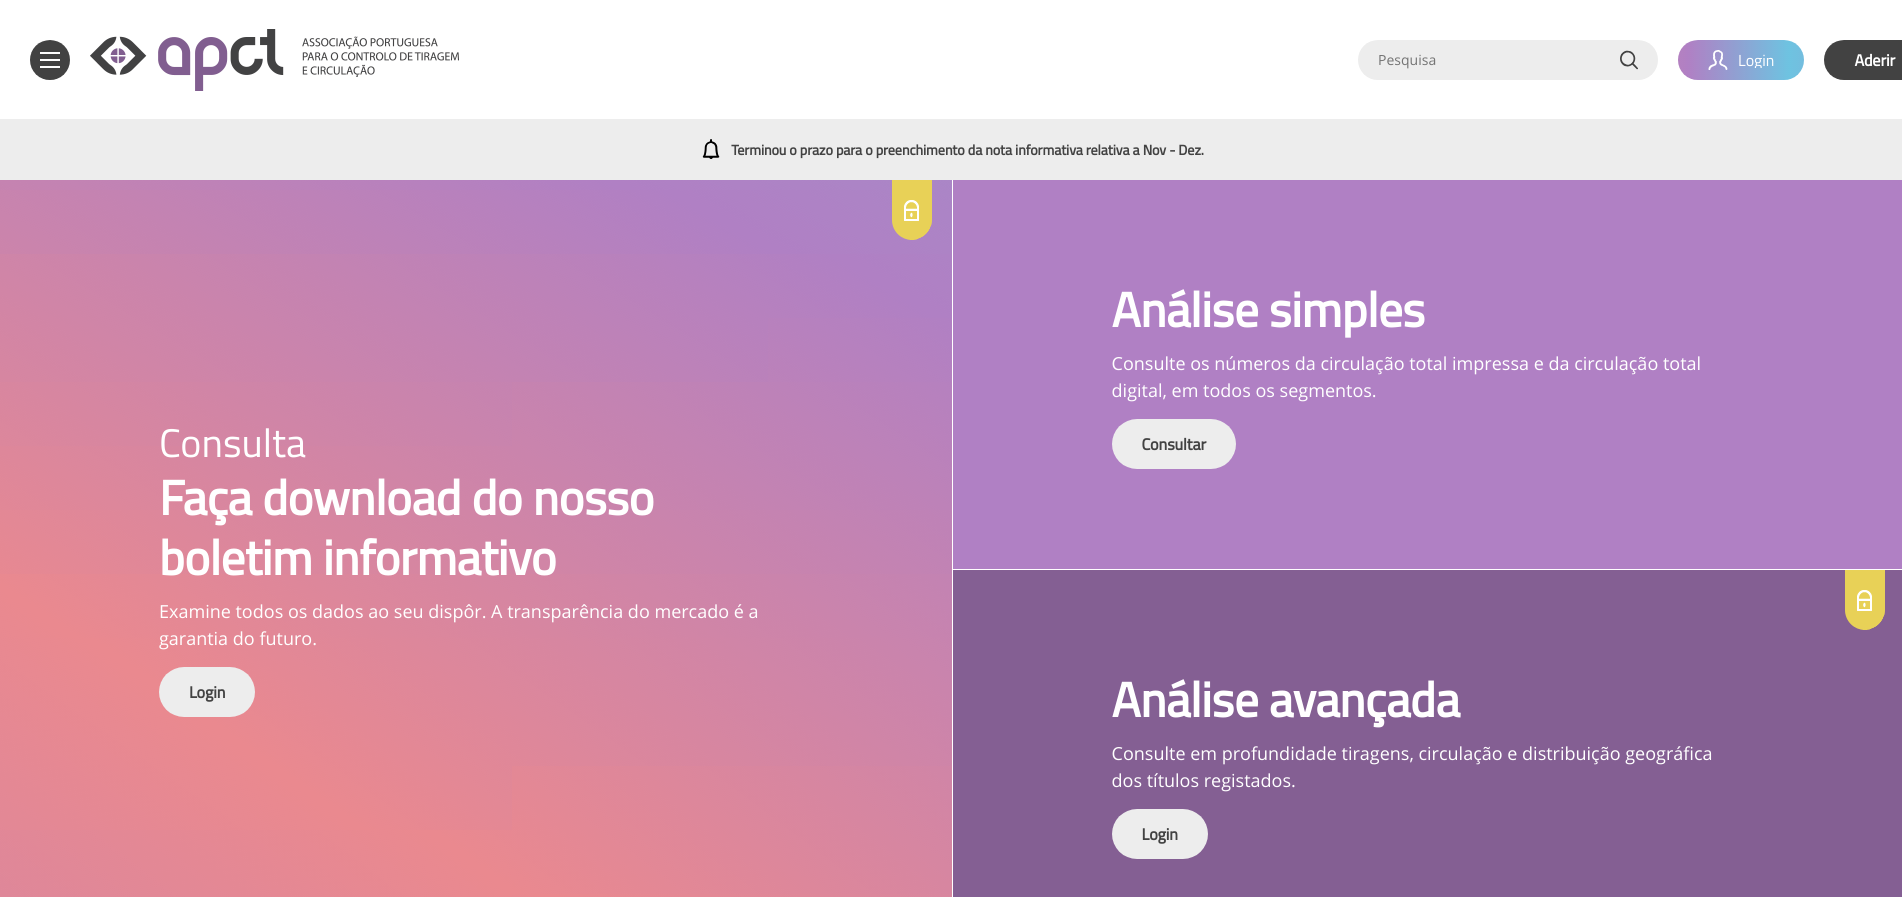 apct
ASSOCIAÇÃO PORTUGUESA
PARA O CONTROLO DE TIRAGEM
E CIRCULAÇÃO
Pesquisa
Login
Aderir
Terminou o prazo para o preenchimento da nota informativa relativa a Nov - Dez.
Consulta
Faça download do nosso
boletim informativo
Examine todos os dados ao seu dispôr. A transparência do mercado é a
garantia do futuro.
Login
Análise simples
Consulte os números da circulação total impressa e da circulação total
digital, em todos os segmentos.
Consultar
Análise avançada
Consulte em profundidade tiragens, circulação e distribuição geográfica
dos títulos registados.
Login